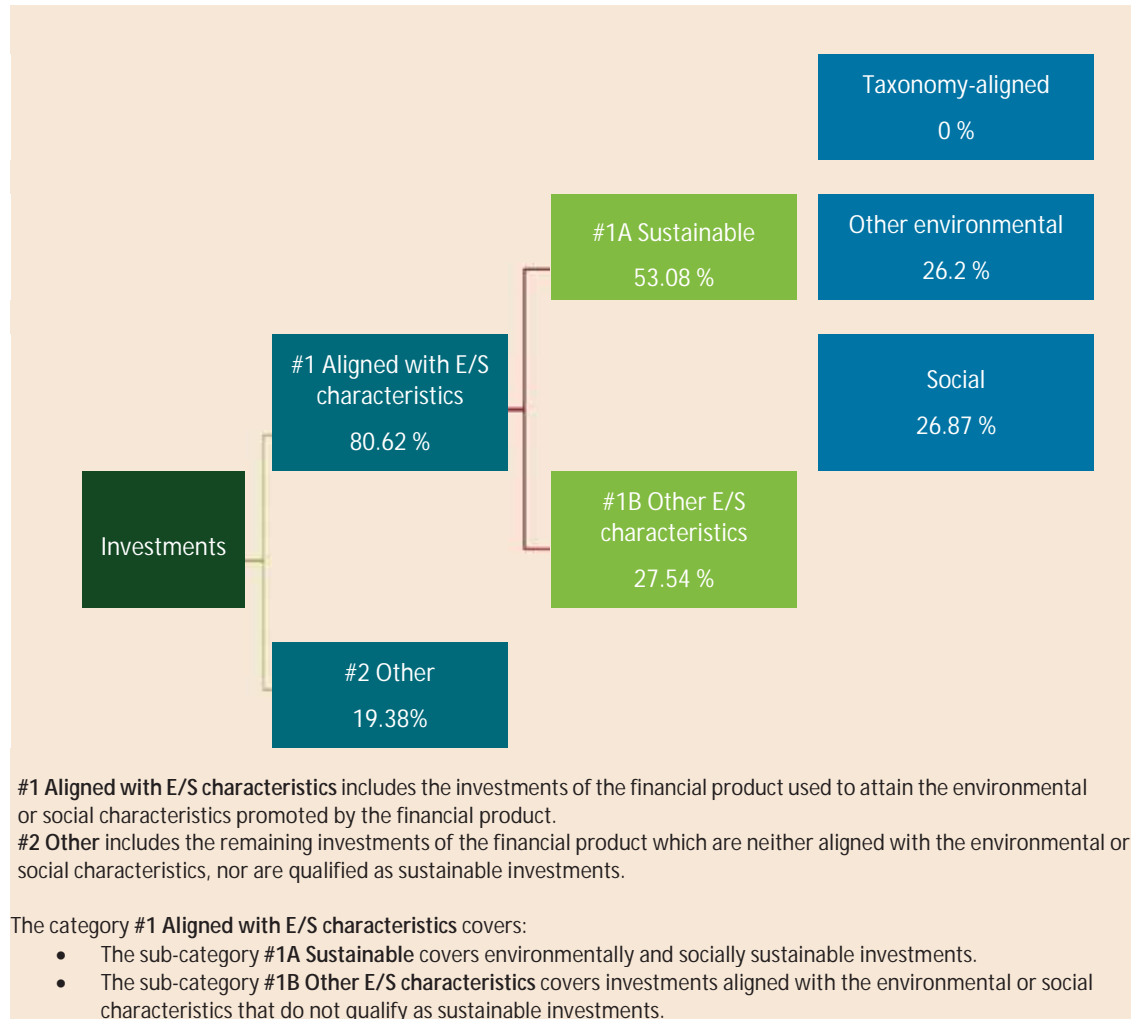 Taxonomy-aligned
0 %
#1A Sustainable
53.08 %
Other environmental
26.2 %
#1 Aligned with E/S
characteristics
80.62 %
Social
26.87 %
Investments
#1B Other E/S
characteristics
27.54 %
#2 Other
19.38%
#1 Aligned with E/S characteristics includes the investments of the financial product used to attain the environmental
or social characteristics promoted by the financial product.
#2 Other includes the remaining investments of the financial product which are neither aligned with the environmental or
social characteristics, nor are qualified as sustainable investments.
The category #1 Aligned with E/S characteristics covers:
• The sub-category #1A Sustainable covers environmentally and socially sustainable investments.
• The sub-category #1B Other E/S characteristics covers investments aligned with the environmental or social
characteristics that do not qualify as sustainable investments.